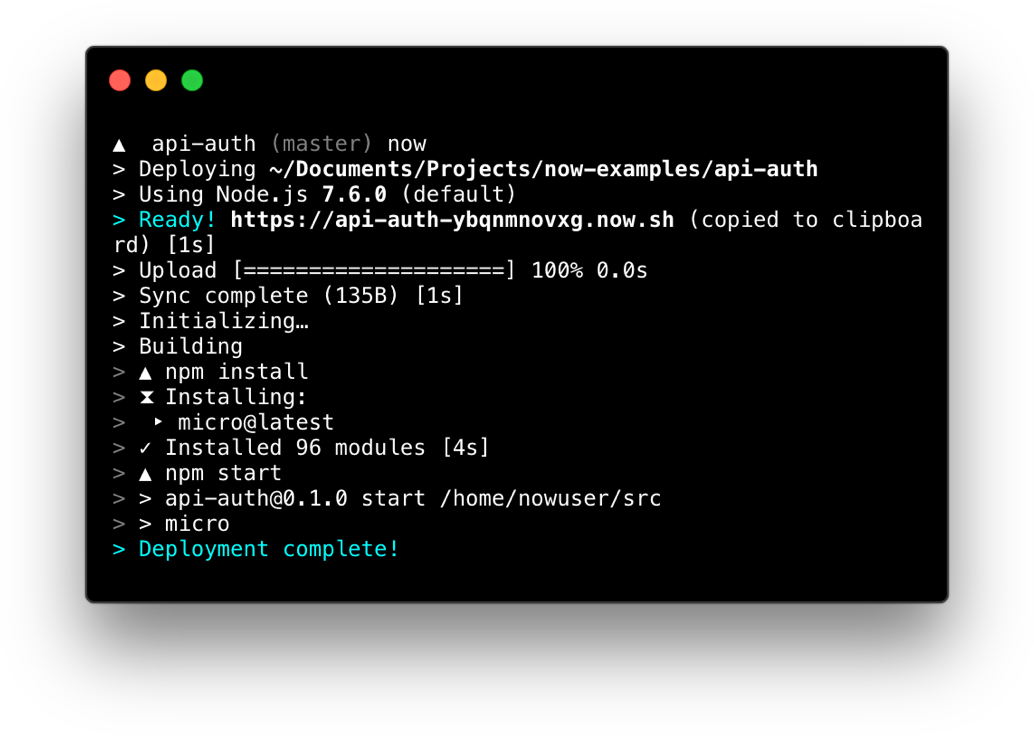 ▲  api-auth (master) now
> Deploying ~/Documents/Projects/now-examples/api-auth
> Using Node.js 7.6.0 (default)
> Ready! https://api-auth-ybqnmnovxg.now.sh (copied to clipboa
rd) [1s]
> Upload [====================] 100% 0.0s
> Sync complete (135B) [1s]
> Initializing…
> Building
> ▲ npm install
> ⧗ Installing:
>  ‣ micro@latest
> ✓ Installed 96 modules [4s]
> ▲ npm start
> > api-auth@0.1.0 start /home/nowuser/src
> > micro
> Deployment complete!